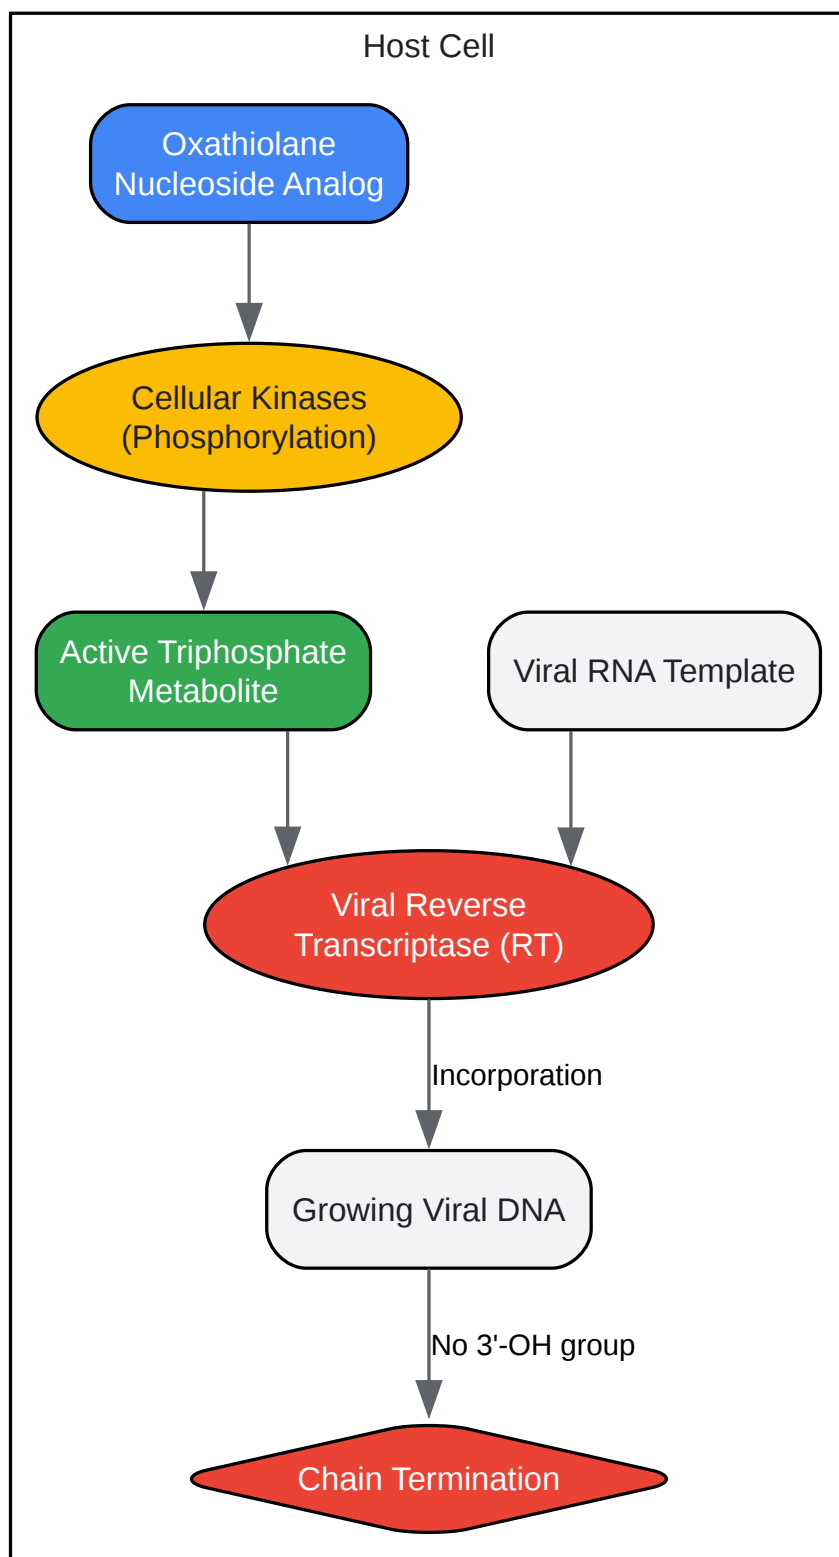 Host Cell
Oxathiolane
Nucleoside Analog
Cellular Kinases
(Phosphorylation)
Active Triphosphate
Metabolite
Viral RNA Template
Viral Reverse
Transcriptase (RT)
Incorporation
Growing Viral DNA
No 3'-OH group
Chain Termination